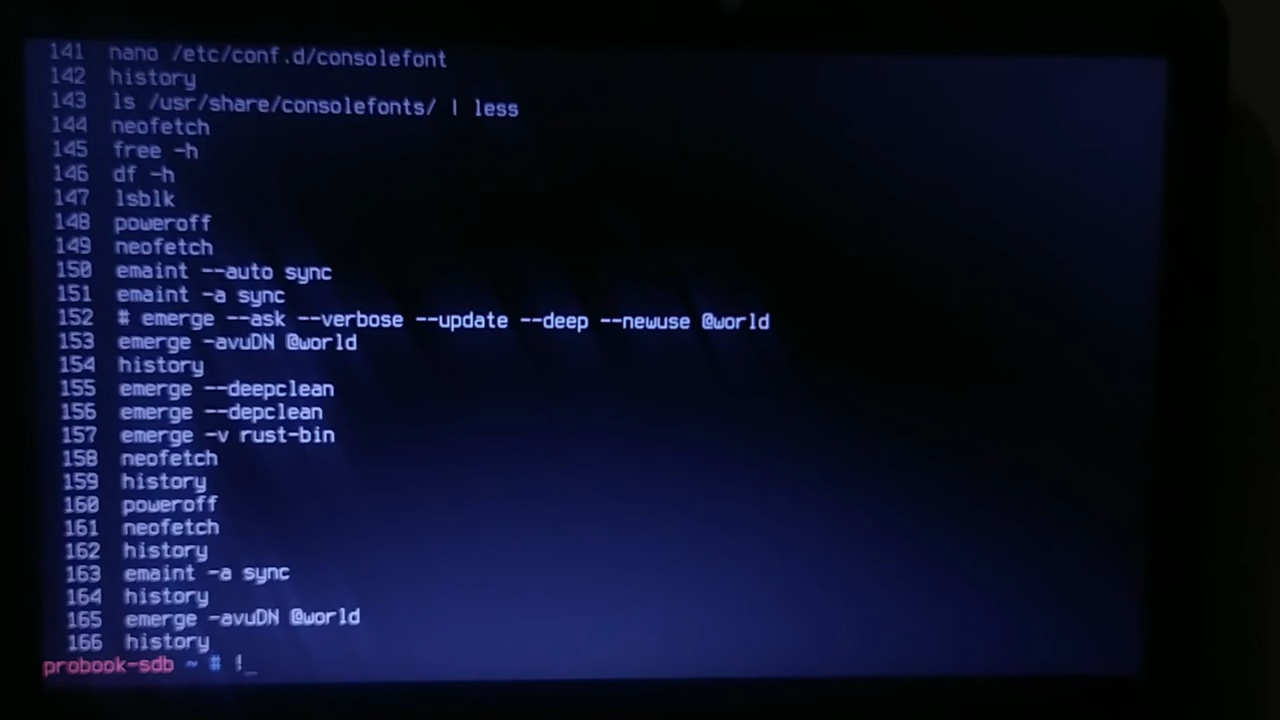 141 nano /etc/conf.d/consolefont
142 history
143 ls /usr/share/consolefonts/ | less
144 neofetch
145 free -h
146 df -h
147 lsblk
148 poweroff
149 neofetch
150 emaint --auto sync
151 emaint -a sync
152 # emerge --ask --verbose --update --deep --newuse @world
153 emerge -avuDN @world
154 history
155 emerge --deepclean
156 emerge --depclean
157 emerge -v rust-bin
158 neofetch
159 history
160 poweroff
161 neofetch
162 history
163 emaint -a sync
164 history
165 emerge -avuDN @world
166 history
probook-sdb ~ # !_